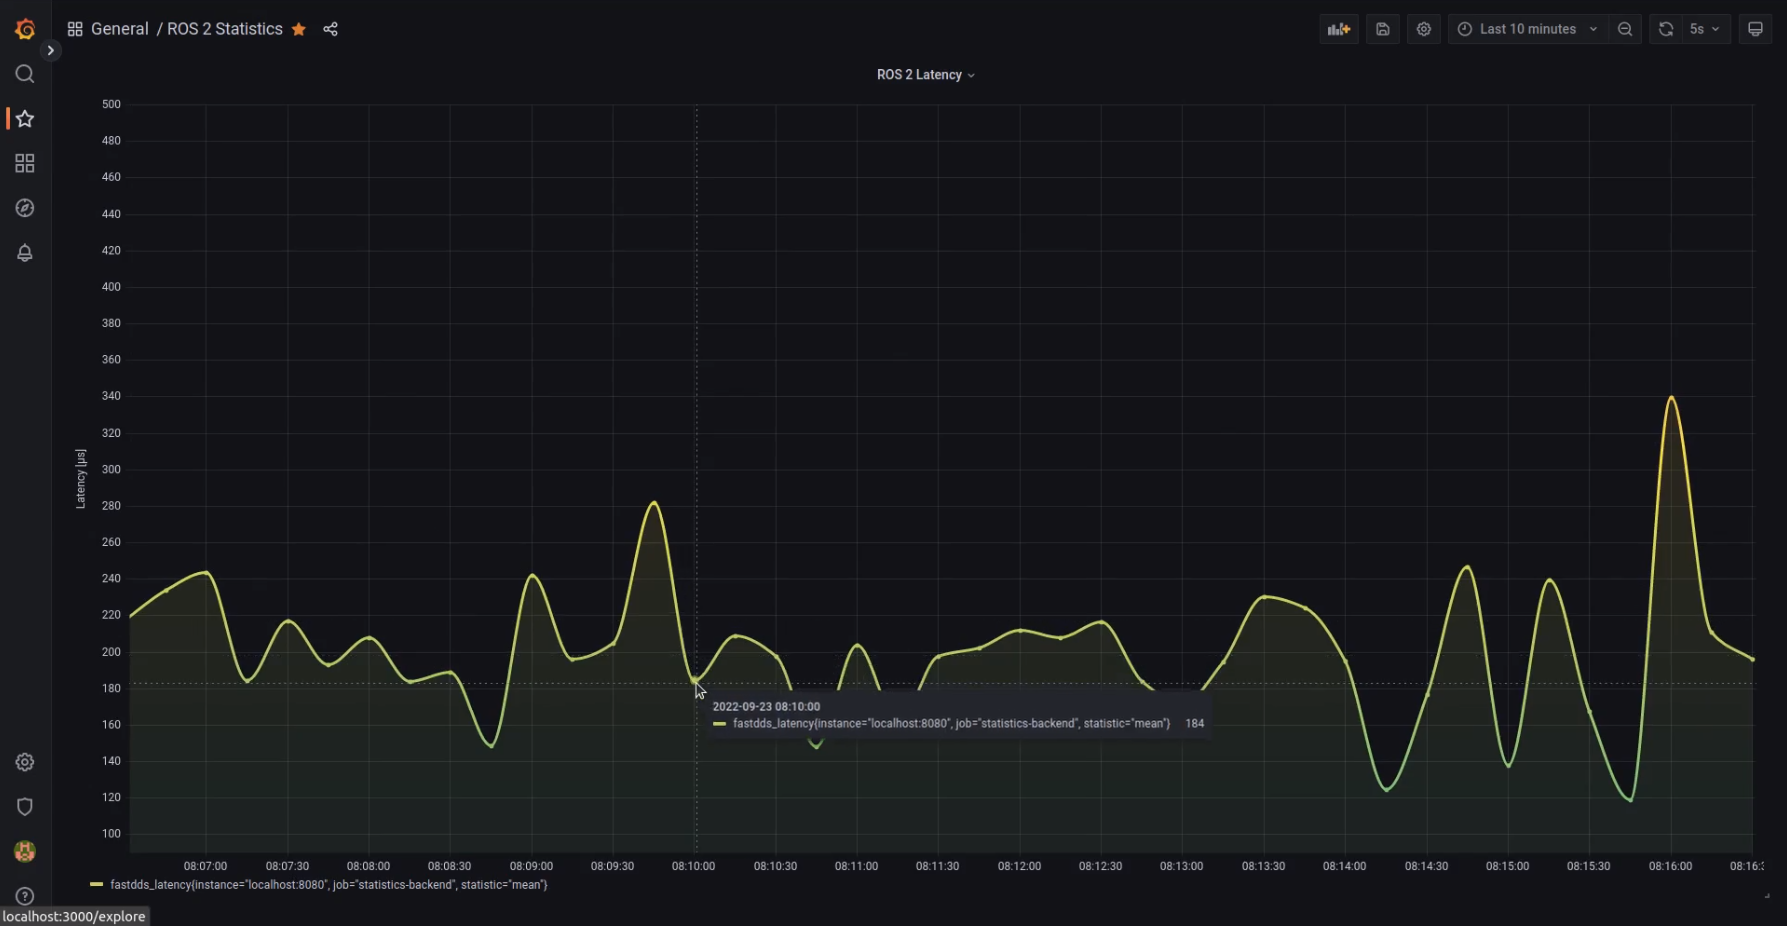 General / ROS 2 Statistics
Last 10 minutes
5s
ROS 2 Latency
500
480
460
440
420
400
380
360
340
320
300
280
260
240
220
200
180
160
140
120
100
Latency [µs]
2022-09-23 08:10:00
fastdds_latency{instance="localhost:8080", job="statistics-backend", statistic="mean"} 184
08:07:00 08:07:30 08:08:00 08:08:30 08:09:00 08:09:30 08:10:00 08:10:30 08:11:00 08:11:30 08:12:00 08:12:30 08:13:00 08:13:30 08:14:00 08:14:30 08:15:00 08:15:30 08:16:00 08:16:
fastdds_latency{instance="localhost:8080", job="statistics-backend", statistic="mean"}
localhost:3000/explore